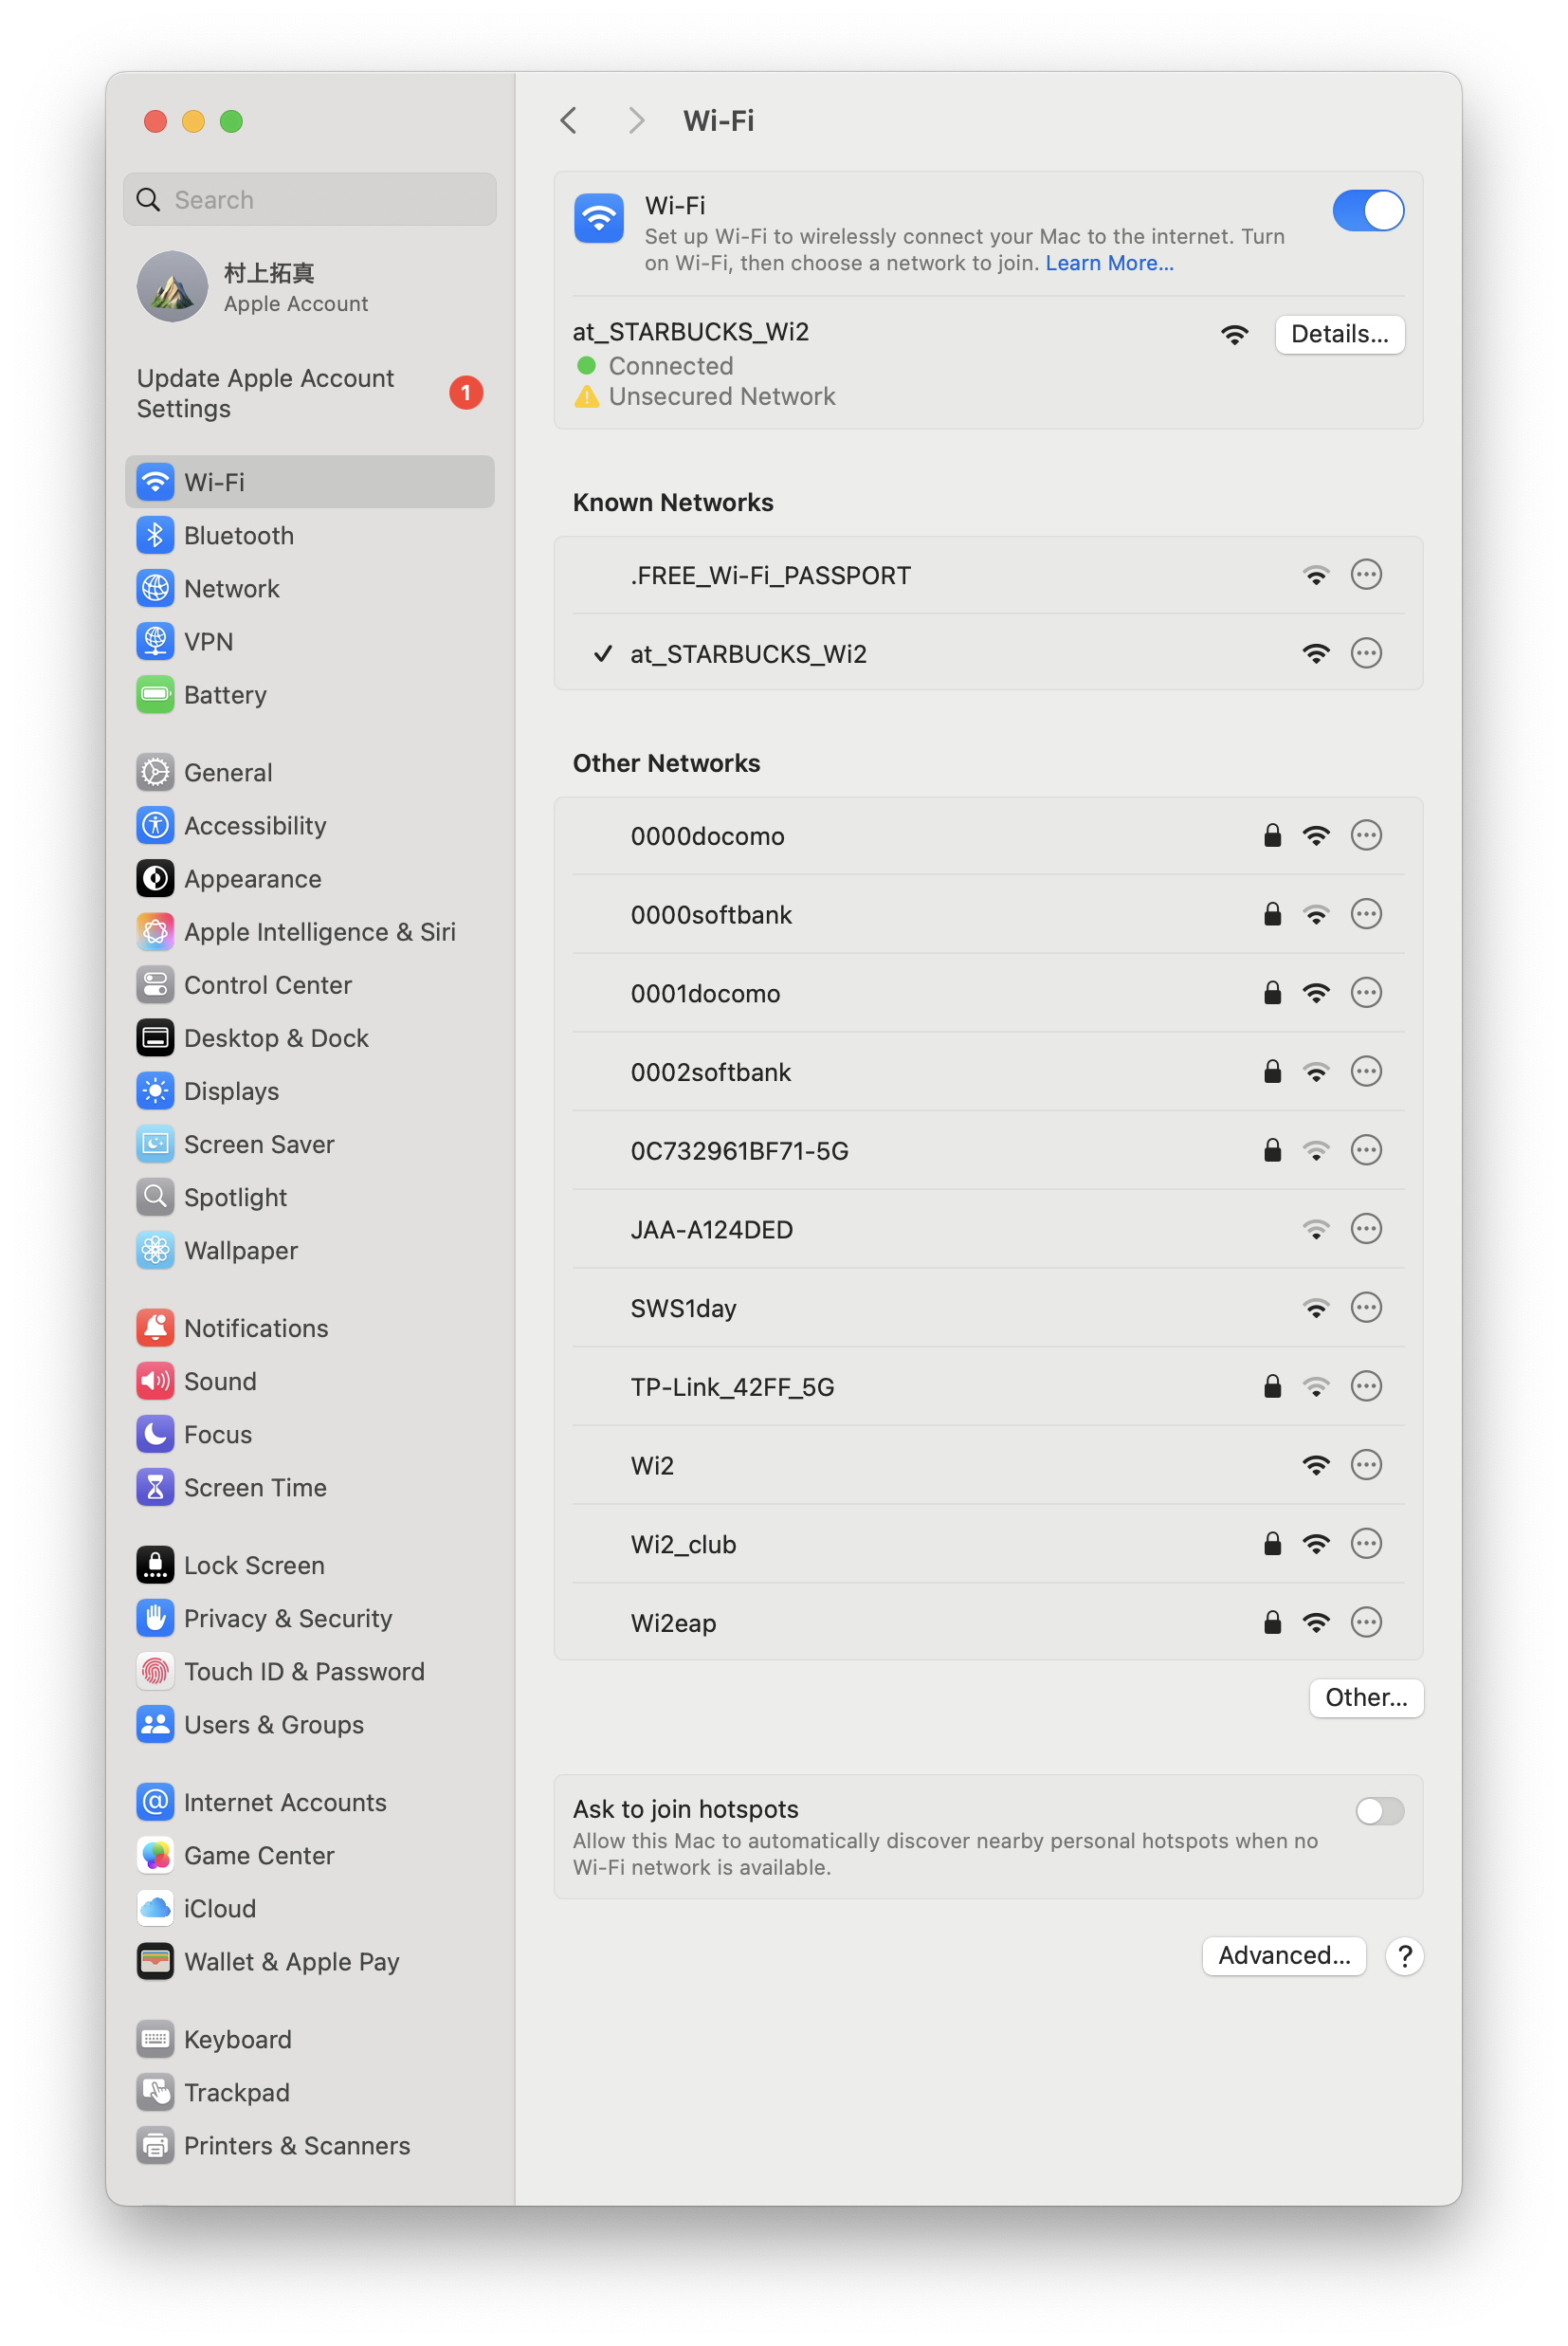 Search
村上拓真
Apple Account
Update Apple Account
Settings
1
Wi-Fi
Bluetooth
Network
VPN
Battery
General
Accessibility
Appearance
Apple Intelligence & Siri
Control Center
Desktop & Dock
Displays
Screen Saver
Spotlight
Wallpaper
Notifications
Sound
Focus
Screen Time
Lock Screen
Privacy & Security
Touch ID & Password
Users & Groups
Internet Accounts
Game Center
iCloud
Wallet & Apple Pay
Keyboard
Trackpad
Printers & Scanners
Wi-Fi
Wi-Fi
Set up Wi-Fi to wirelessly connect your Mac to the internet. Turn
on Wi-Fi, then choose a network to join. Learn More...
at_STARBUCKS_Wi2
Details...
Connected
Unsecured Network
Known Networks
.FREE_Wi-Fi_PASSPORT
at_STARBUCKS_Wi2
Other Networks
0000docomo
0000softbank
0001docomo
0002softbank
0C732961BF71-5G
JAA-A124DED
SWS1day
TP-Link_42FF_5G
Wi2
Wi2_club
Wi2eap
Other...
Ask to join hotspots
Allow this Mac to automatically discover nearby personal hotspots when no
Wi-Fi network is available.
Advanced...
?